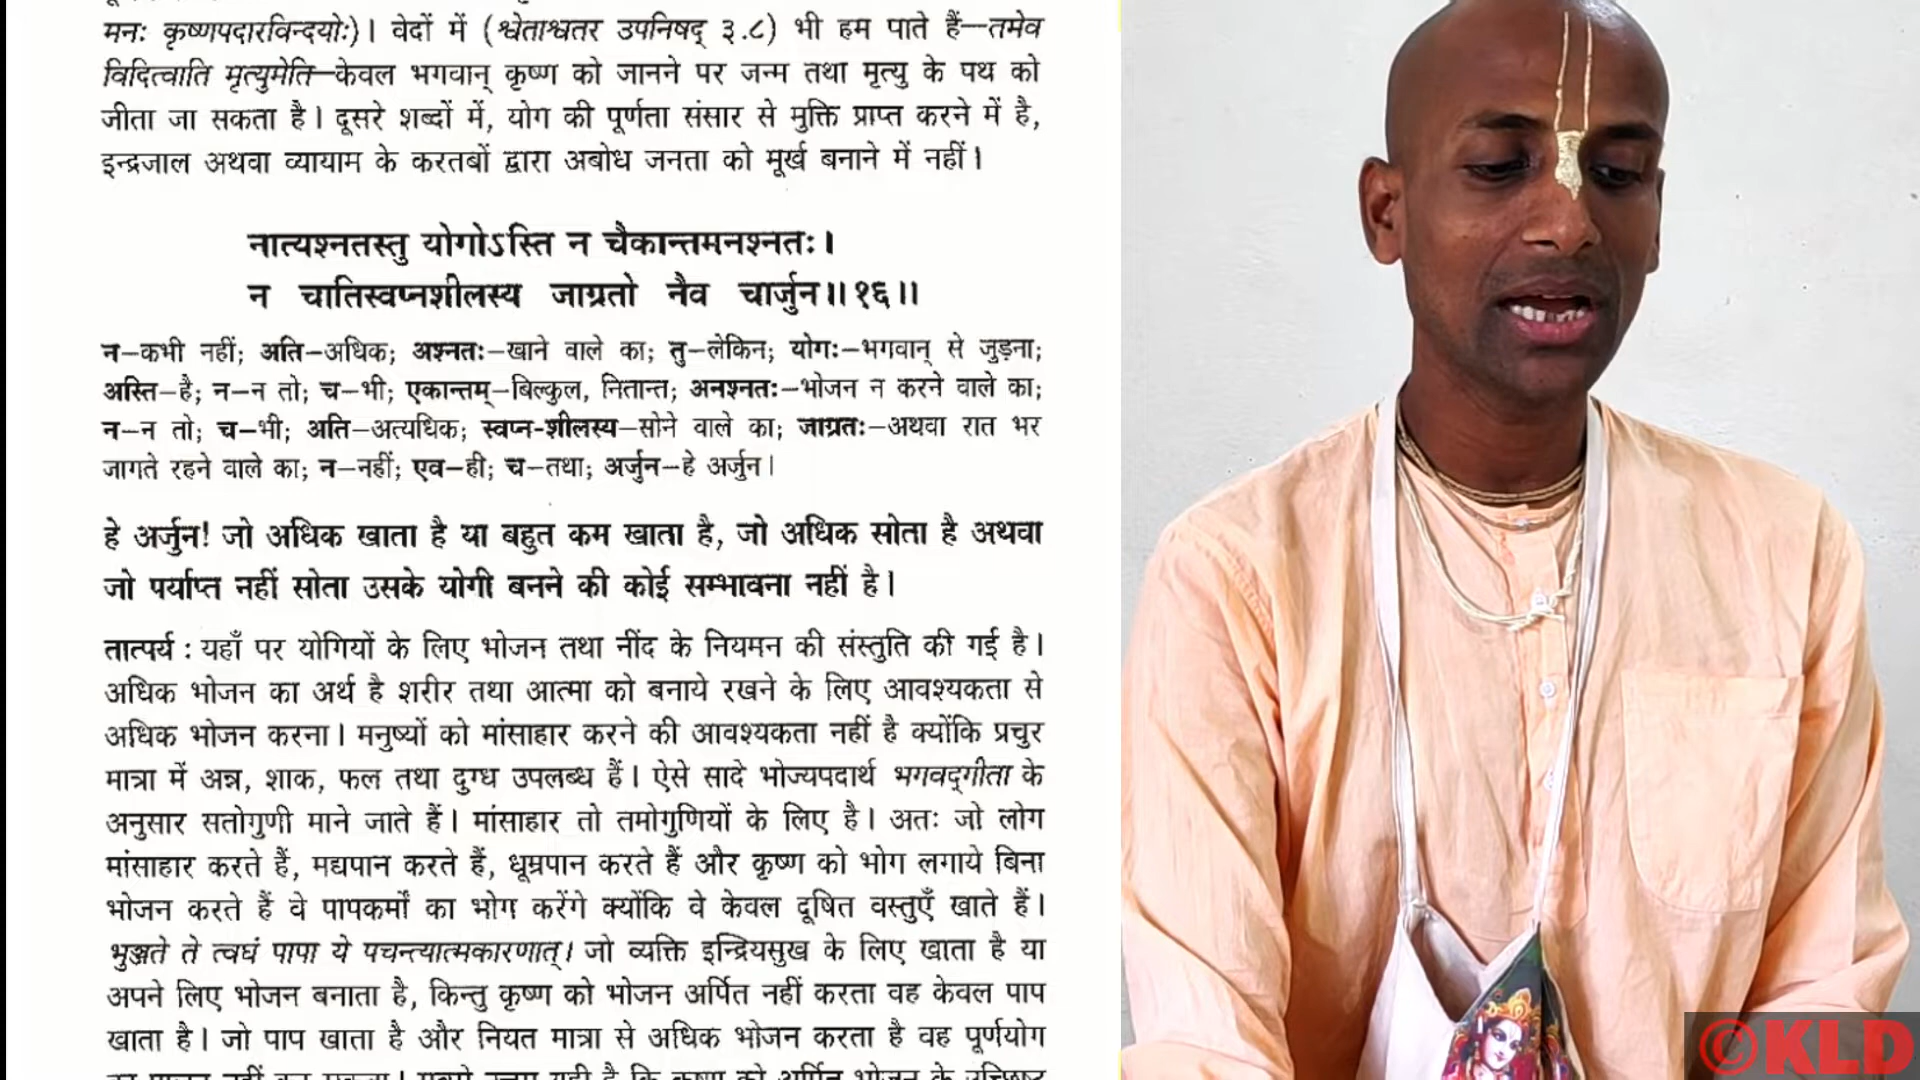 मनः कृष्णपदारविन्दयोः)। वेदों में (श्वेताश्वतर उपनिषद् ३.८) भी हम पाते हैं—तमेव
विदित्वाति मृत्युमेति—केवल भगवान् कृष्ण को जानने पर जन्म तथा मृत्यु के पथ को
जीता जा सकता है। दूसरे शब्दों में, योग की पूर्णता संसार से मुक्ति प्राप्त करने में है,
इन्द्रजाल अथवा व्यायाम के करतबों द्वारा अबोध जनता को मूर्ख बनाने में नहीं।
नात्यश्नतस्तु योगोऽस्ति न चैकान्तमनश्नतः।
न चातिस्वप्नशीलस्य जाग्रतो नैव चार्जुन॥१६॥
न—कभी नहीं; अति—अधिक; अश्नतः—खाने वाले का; तु—लेकिन; योगः—भगवान् से जुड़ना;
अस्ति—है; न—न तो; च—भी; एकान्तम्—बिल्कुल, नितान्त; अनश्नतः—भोजन न करने वाले का;
न—न तो; च—भी; अति—अत्यधिक; स्वप्न-शीलस्य—सोने वाले का; जाग्रतः—अथवा रात भर
जागते रहने वाले का; न—नहीं; एव—ही; च—तथा; अर्जुन—हे अर्जुन।
हे अर्जुन! जो अधिक खाता है या बहुत कम खाता है, जो अधिक सोता है अथवा
जो पर्याप्त नहीं सोता उसके योगी बनने की कोई सम्भावना नहीं है।
तात्पर्य : यहाँ पर योगियों के लिए भोजन तथा नींद के नियमन की संस्तुति की गई है।
अधिक भोजन का अर्थ है शरीर तथा आत्मा को बनाये रखने के लिए आवश्यकता से
अधिक भोजन करना। मनुष्यों को मांसाहार करने की आवश्यकता नहीं है क्योंकि प्रचुर
मात्रा में अन्न, शाक, फल तथा दुग्ध उपलब्ध हैं। ऐसे सादे भोज्यपदार्थ भगवद्गीता के
अनुसार सतोगुणी माने जाते हैं। मांसाहार तो तमोगुणियों के लिए है। अतः जो लोग
मांसाहार करते हैं, मद्यपान करते हैं, धूम्रपान करते हैं और कृष्ण को भोग लगाये बिना
भोजन करते हैं वे पापकर्मों का भोग करेंगे क्योंकि वे केवल दूषित वस्तुएँ खाते हैं।
भुञ्जते ते त्वघं पापा ये पचन्त्यात्मकारणात्। जो व्यक्ति इन्द्रियसुख के लिए खाता है या
अपने लिए भोजन बनाता है, किन्तु कृष्ण को भोजन अर्पित नहीं करता वह केवल पाप
खाता है। जो पाप खाता है और नियत मात्रा से अधिक भोजन करता है वह पूर्णयोग
©KLD